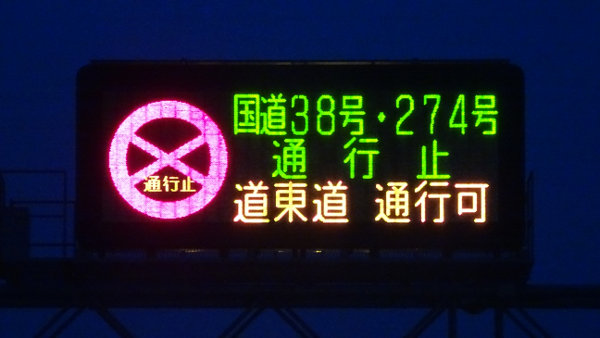 国道38号・274号
通行止
通行止
道東道 通行可